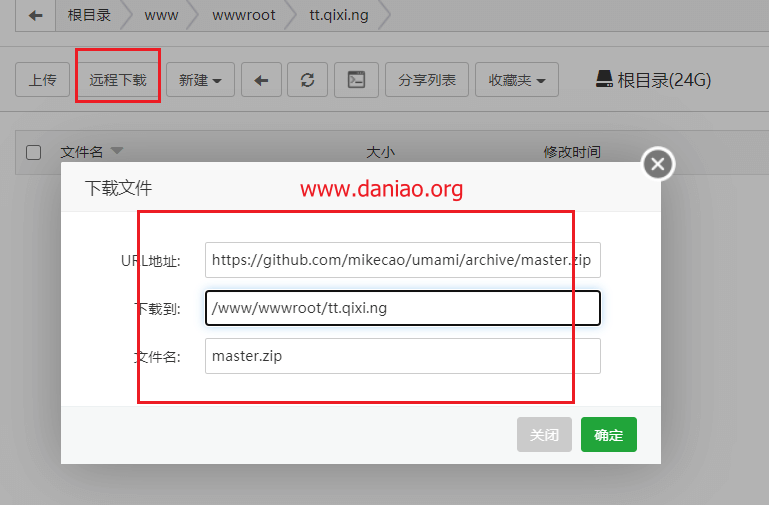 根目录 www wwwroot tt.qixi.ng
上传 远程下载 新建 分享列表 收藏夹 根目录(24G)
文件名 大小 修改时间
下载文件 www.daniao.org
URL地址: https://github.com/mikecao/umami/archive/master.zip
下载到: /www/wwwroot/tt.qixi.ng
文件名: master.zip
关闭 确定